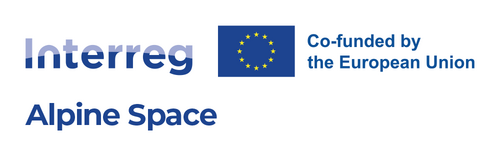 Interreg
Co-funded by
the European Union
Alpine Space